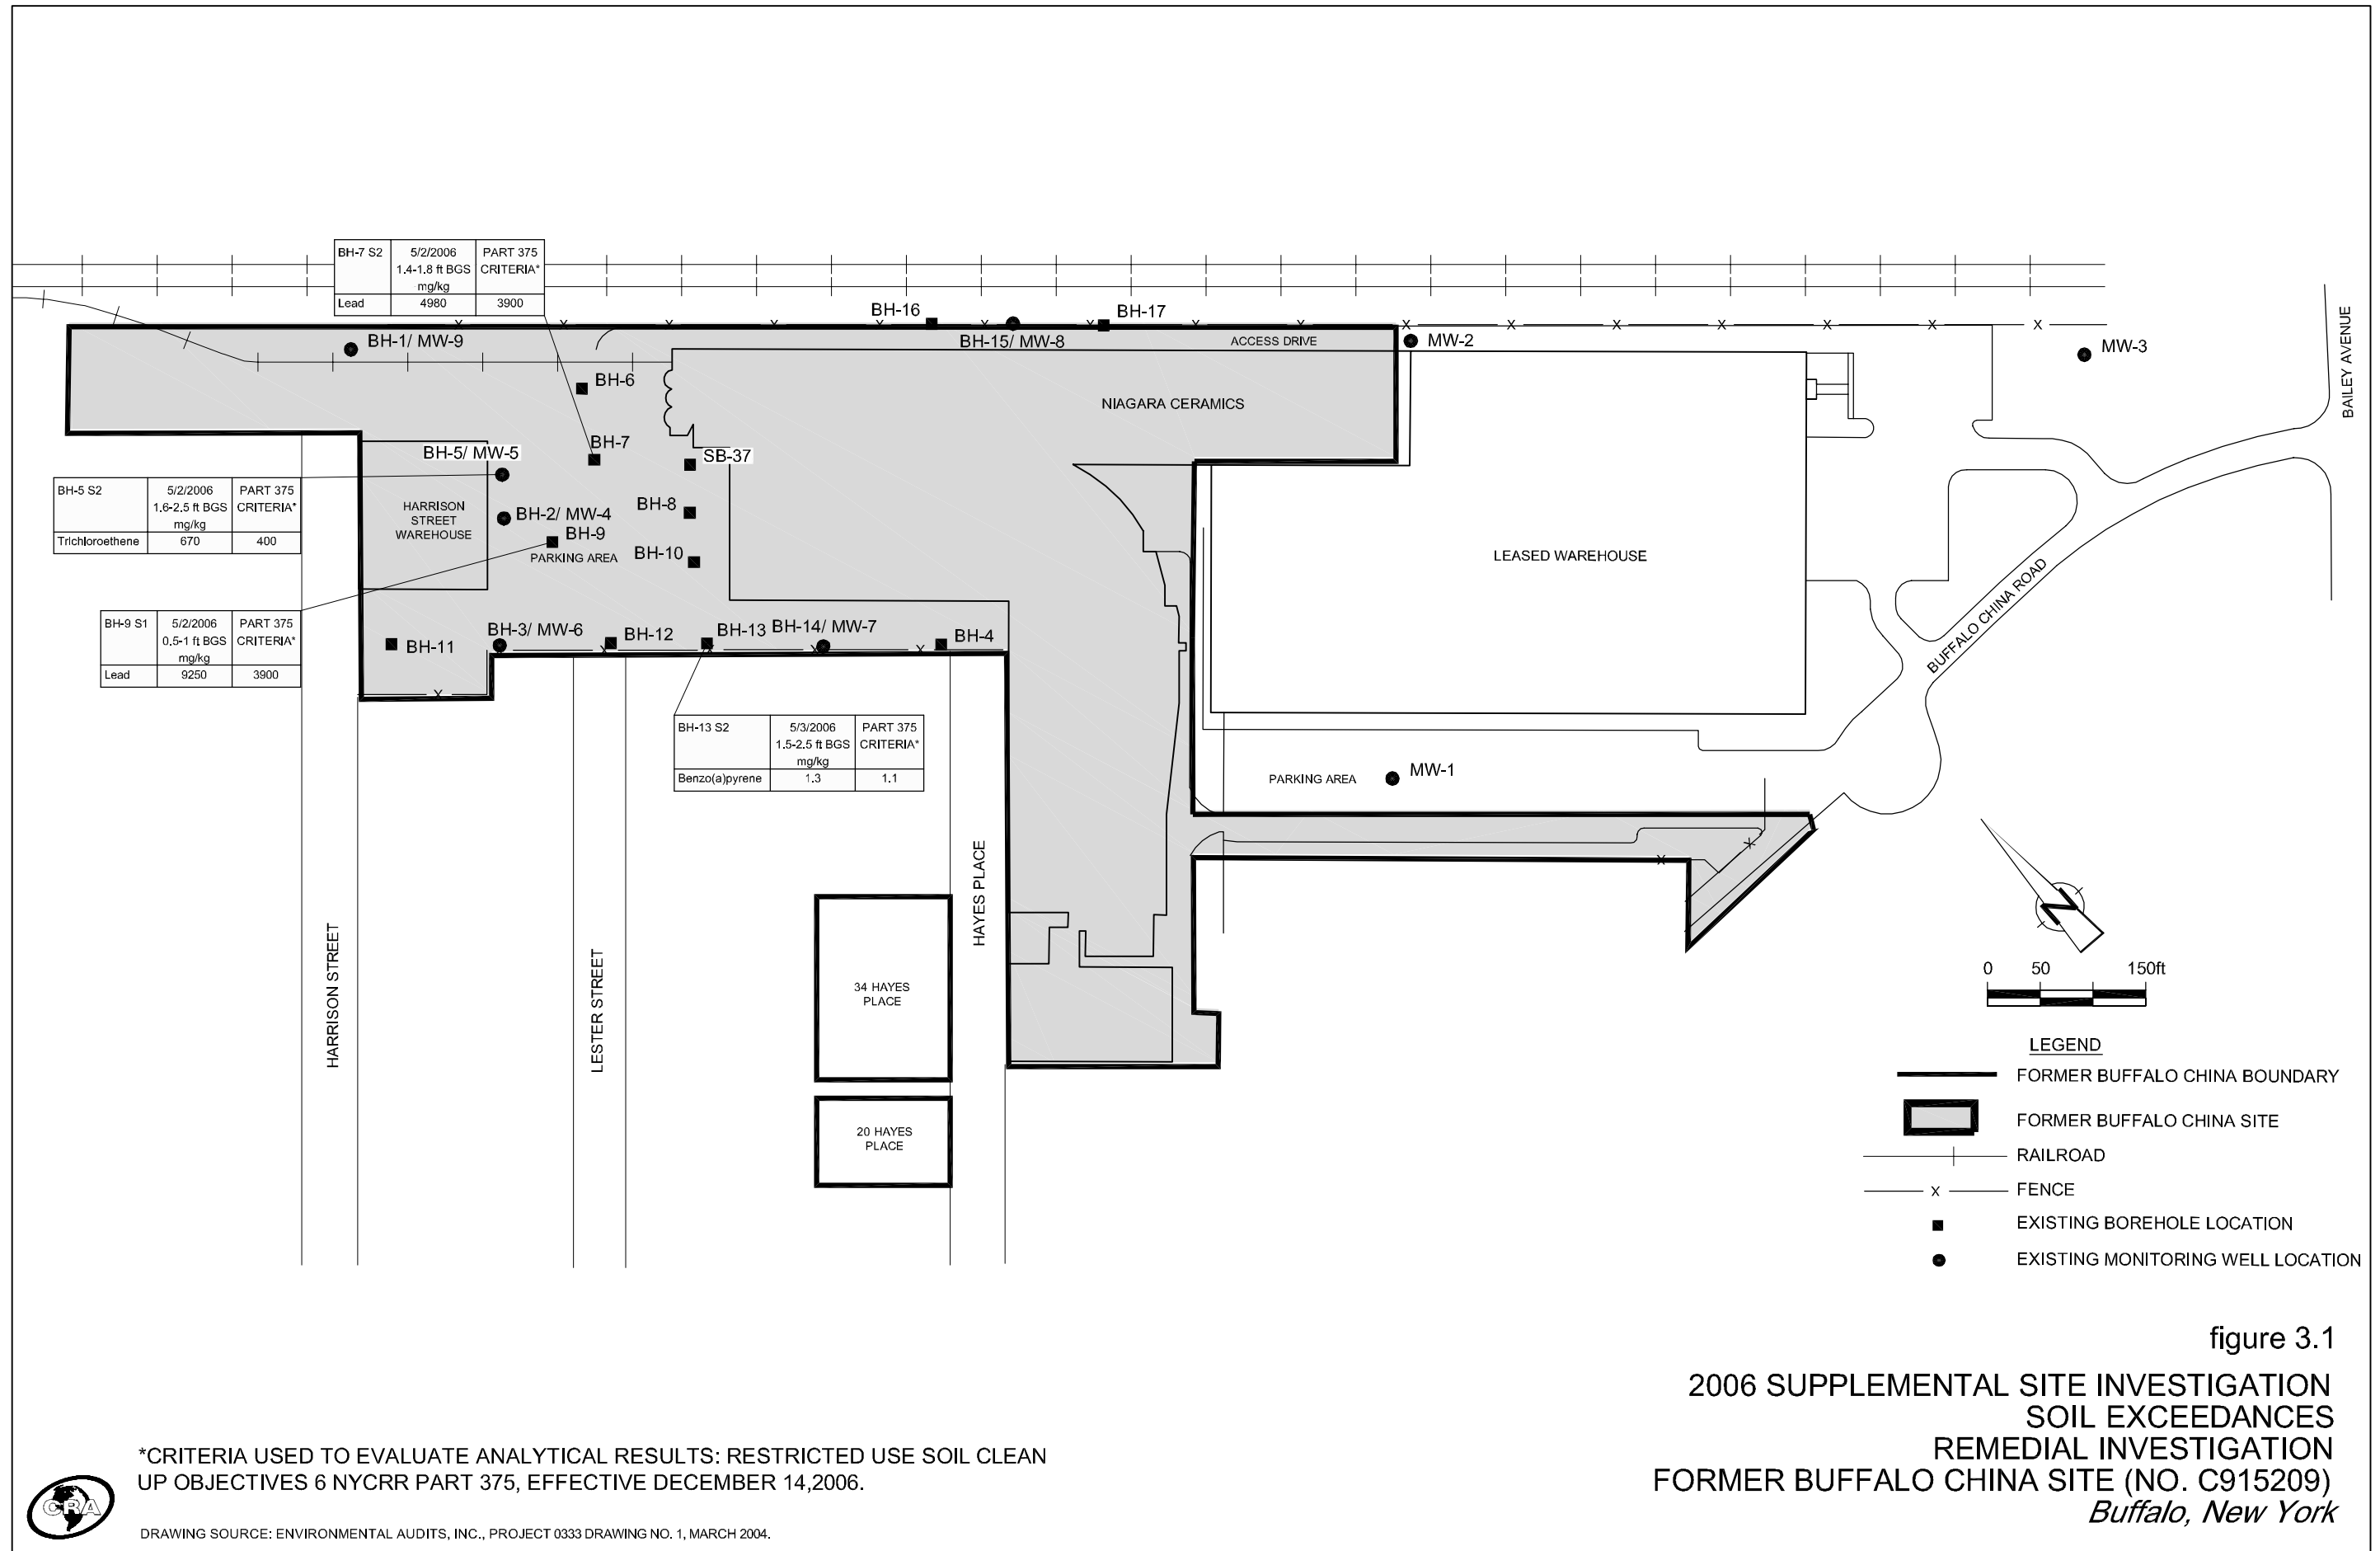 BH-7 S2 5/2/2006 PART 375
1.4-1.8 ft BGS CRITERIA*
mg/kg
Lead 4980 3900
BH-16
BH-17
BH-1/ MW-9
BH-15/ MW-8
ACCESS DRIVE
MW-2
MW-3
BAILEY AVENUE
BH-6
NIAGARA CERAMICS
BH-7
BH-5/ MW-5
SB-37
BH-5 S2 5/2/2006 PART 375
1.6-2.5 ft BGS CRITERIA*
mg/kg
Trichloroethene 670 400
HARRISON
STREET
WAREHOUSE
BH-8
BH-2/ MW-4
BH-9
PARKING AREA
BH-10
LEASED WAREHOUSE
BUFFALO CHINA ROAD
BH-9 S1 5/2/2006 PART 375
0.5-1 ft BGS CRITERIA*
mg/kg
Lead 9250 3900
BH-11
BH-3/ MW-6
BH-12
BH-13
BH-14/ MW-7
BH-4
BH-13 S2 5/3/2006 PART 375
1.5-2.5 ft BGS CRITERIA*
mg/kg
Benzo(a)pyrene 1.3 1.1
PARKING AREA
MW-1
HARRISON STREET
LESTER STREET
HAYES PLACE
34 HAYES
PLACE
20 HAYES
PLACE
N
0 50 150ft
LEGEND
FORMER BUFFALO CHINA BOUNDARY
FORMER BUFFALO CHINA SITE
RAILROAD
X FENCE
EXISTING BOREHOLE LOCATION
EXISTING MONITORING WELL LOCATION
figure 3.1
2006 SUPPLEMENTAL SITE INVESTIGATION
SOIL EXCEEDANCES
REMEDIAL INVESTIGATION
FORMER BUFFALO CHINA SITE (NO. C915209)
Buffalo, New York
*CRITERIA USED TO EVALUATE ANALYTICAL RESULTS: RESTRICTED USE SOIL CLEAN
UP OBJECTIVES 6 NYCRR PART 375, EFFECTIVE DECEMBER 14,2006.
CRA
DRAWING SOURCE: ENVIRONMENTAL AUDITS, INC., PROJECT 0333 DRAWING NO. 1, MARCH 2004.